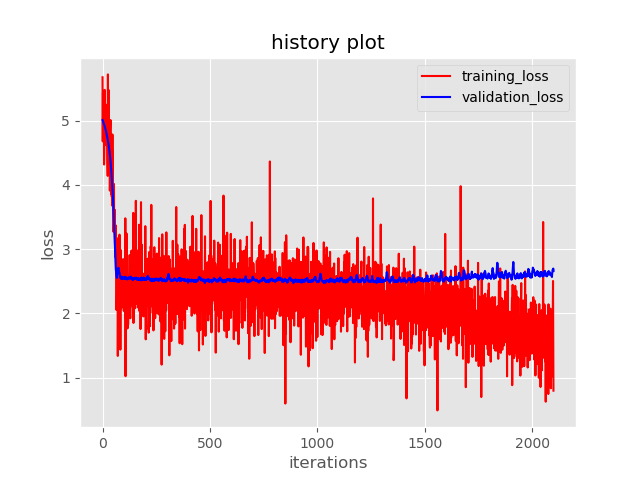 history plot
training_loss
validation_loss
loss
5
4
3
2
1
0
500
1000
1500
2000
iterations